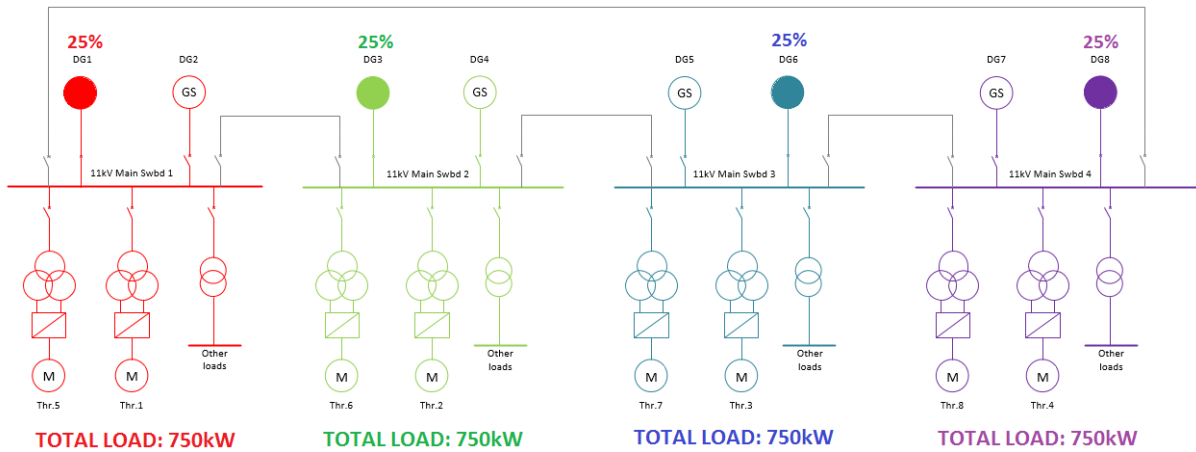 25% 25% 25% 25%
DG1 DG2 DG3 DG4 DG5 DG6 DG7 DG8
GS GS GS GS
11kV Main Swbd 1 11kV Main Swbd 2 11kV Main Swbd 3 11kV Main Swbd 4
Other Other Other Other
loads loads loads loads
M M M M M M M M
Thr.5 Thr.1 Thr.6 Thr.2 Thr.7 Thr.3 Thr.8 Thr.4
TOTAL LOAD: 750kW TOTAL LOAD: 750kW TOTAL LOAD: 750kW TOTAL LOAD: 750kW